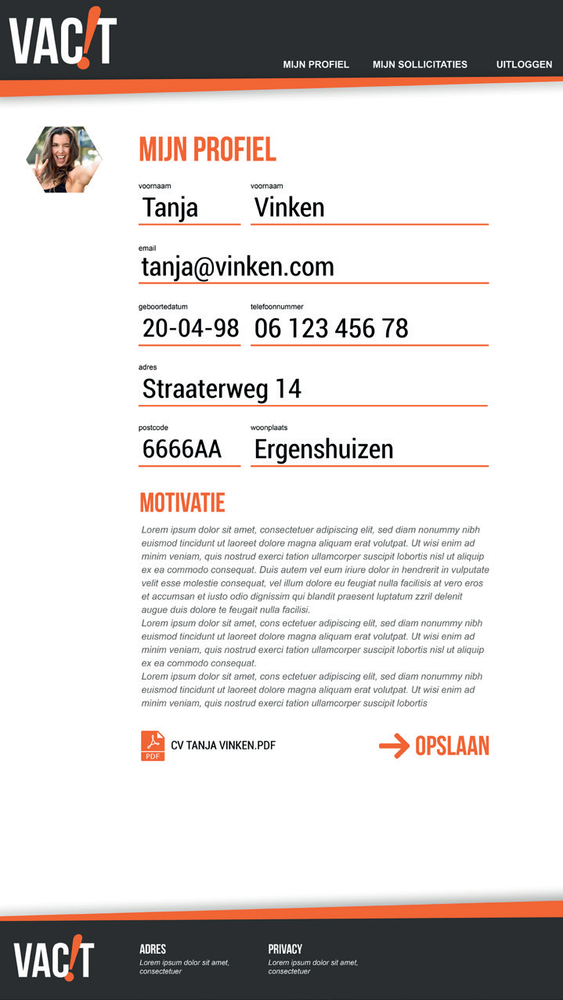 VAC!T
MIJN PROFIEL MIJN SOLLICITATIES UITLOGGEN
MIJN PROFIEL
voornaam voornaam
Tanja Vinken
email
tanja@vinken.com
geboortedatum telefoonnummer
20-04-98 06 123 456 78
adres
Straaterweg 14
postcode woonplaats
6666AA Ergenshuizen
MOTIVATIE
Lorem ipsum dolor sit amet, consectetuer adipiscing elit, sed diam nonummy nibh
euismod tincidunt ut laoreet dolore magna aliquam erat volutpat. Ut wisi enim ad
minim veniam, quis nostrud exerci tation ullamcorper suscipit lobortis nisl ut aliquip
ex ea commodo consequat. Duis autem vel eum iriure dolor in hendrerit in vulputate
velit esse molestie consequat, vel illum dolore eu feugiat nulla facilisis at vero eros
et accumsan et iusto odio dignissim qui blandit praesent luptatum zzril delenit
augue duis dolore te feugait nulla facilisi.
Lorem ipsum dolor sit amet, cons ectetuer adipiscing elit, sed diam nonummy nibh
euismod tincidunt ut laoreet dolore magna aliquam erat volutpat. Ut wisi enim ad
minim veniam, quis nostrud exerci tation ullamcorper suscipit lobortis nisl ut aliquip
ex ea commodo consequat.
Lorem ipsum dolor sit amet, cons ectetuer adipiscing elit, sed diam nonummy nibh
euismod tincidunt ut laoreet dolore magna aliquam erat volutpat. Ut wisi enim ad
minim veniam, quis nostrud exerci tation ullamcorper suscipit lobortis
PDF CV TANJA VINKEN.PDF OPSLAAN
VAC!T
ADRES
Lorem ipsum dolor sit amet,
consectetuer
PRIVACY
Lorem ipsum dolor sit amet,
consectetuer